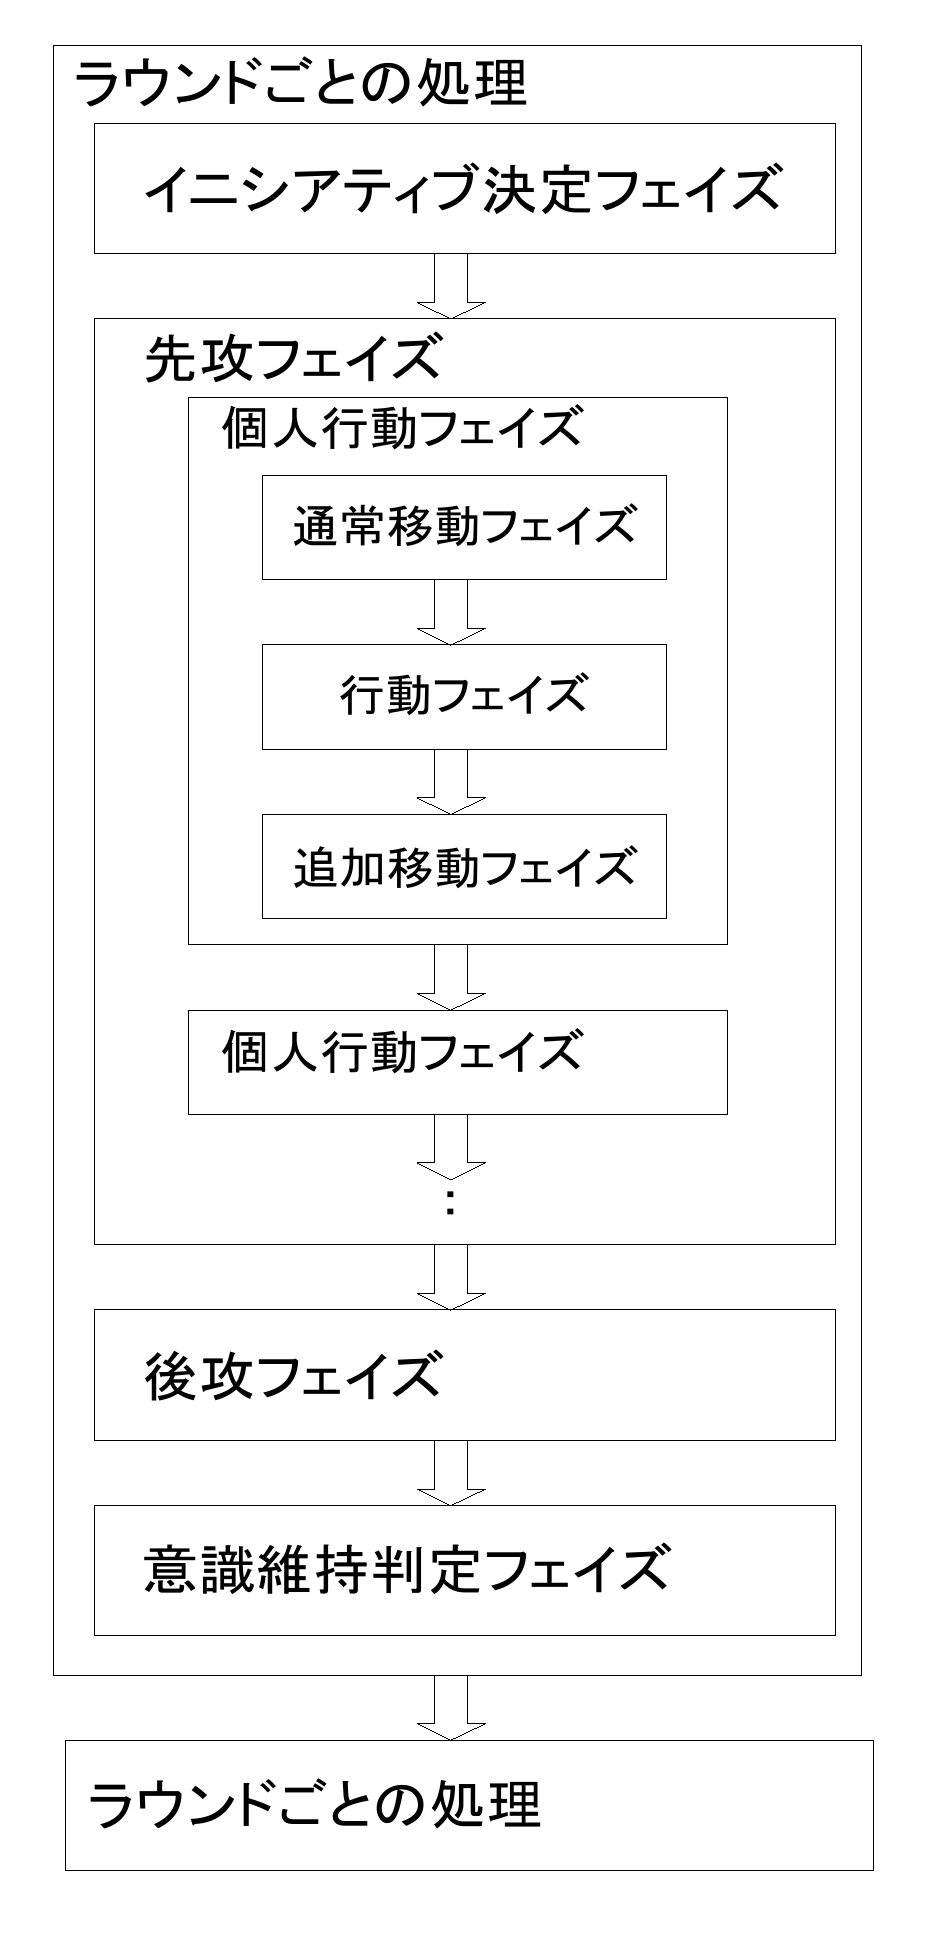 ラウンドごとの処理
イニシアティブ決定フェイズ
先攻フェイズ
個人行動フェイズ
通常移動フェイズ
行動フェイズ
追加移動フェイズ
個人行動フェイズ
：
後攻フェイズ
意識維持判定フェイズ
ラウンドごとの処理